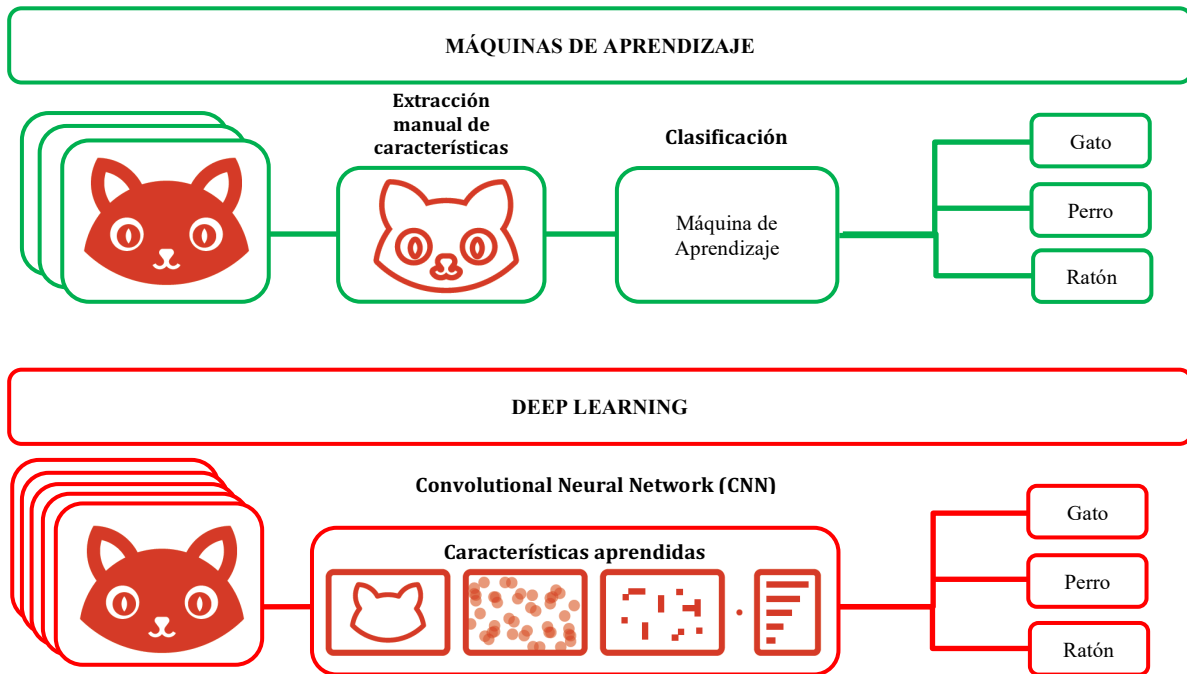 MÁQUINAS DE APRENDIZAJE
Extracción
manual de
características
Clasificación
Máquina de
Aprendizaje
Gato
Perro
Ratón
DEEP LEARNING
Convolutional Neural Network (CNN)
Características aprendidas
Gato
Perro
Ratón